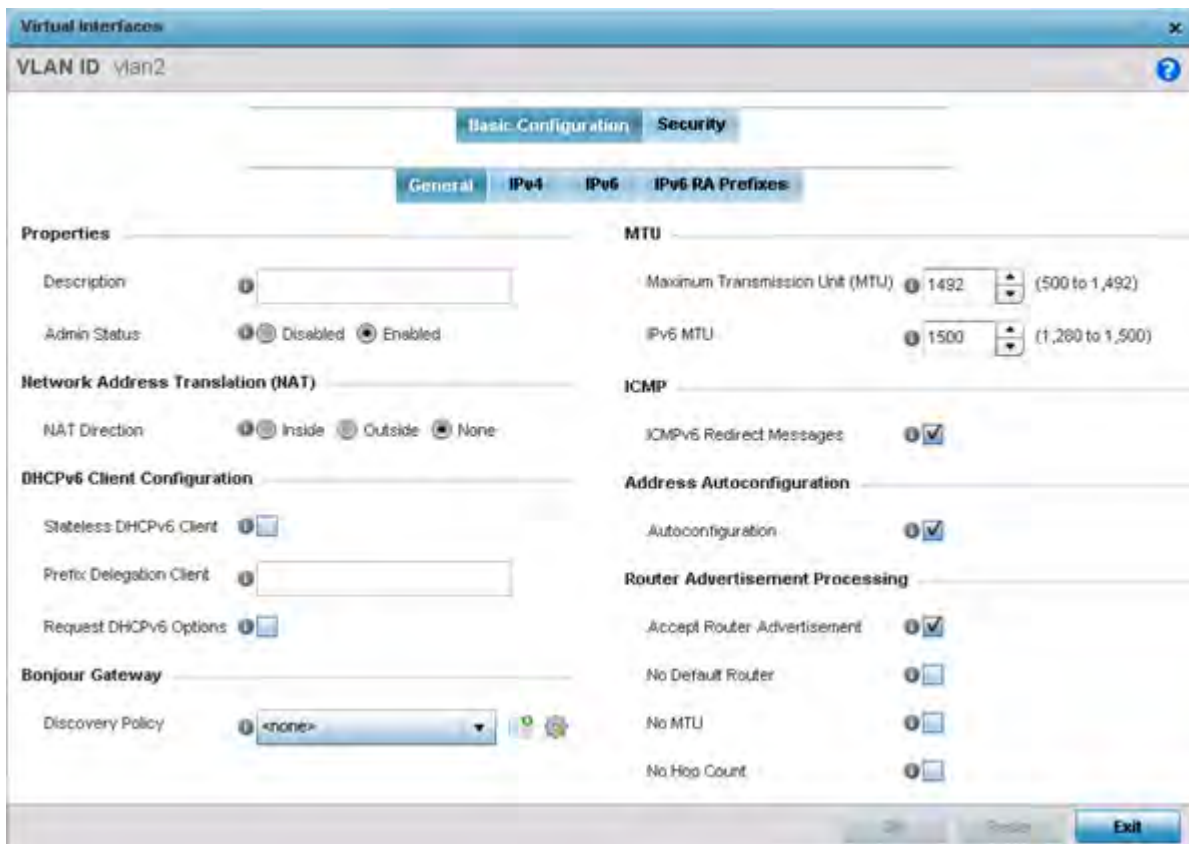 Virtual Interfaces
VLAN ID vlan2
Basic Configuration Security
General IPv4 IPv6 IPv6 RA Prefixes
Properties
Description
Admin Status Disabled Enabled
Network Address Translation (NAT)
NAT Direction Inside Outside None
DHCPv6 Client Configuration
Stateless DHCPv6 Client
Prefix Delegation Client
Request DHCPv6 Options
Bonjour Gateway
Discovery Policy <none>
MTU
Maximum Transmission Unit (MTU) 1492 (500 to 1,492)
IPv6 MTU 1500 (1,280 to 1,500)
ICMP
ICMPv6 Redirect Messages
Address Autoconfiguration
Autoconfiguration
Router Advertisement Processing
Accept Router Advertisement
No Default Router
No MTU
No Hop Count
Exit